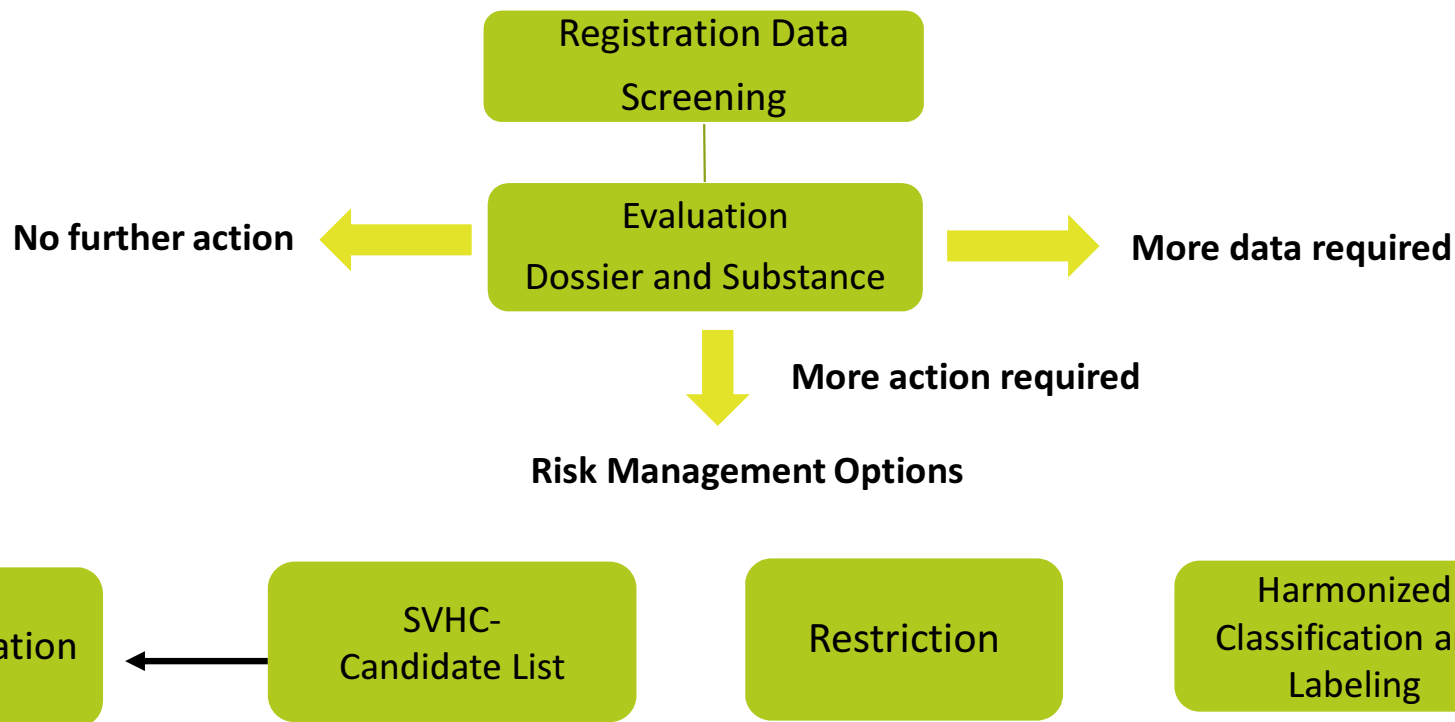 Registration Data
Screening
Evaluation
Dossier and Substance
No further action
More data required
More action required
Risk Management Options
SVHC-
Candidate List
Restriction
Harmonized
Classification
Labeling